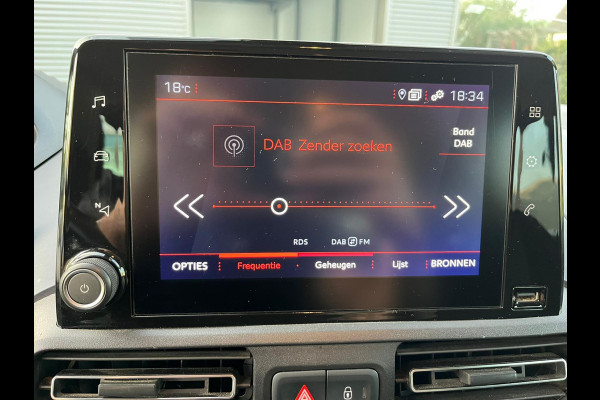 18°C
18:34
DAB Zender zoeken
Band
DAB
N
RDS
DAB FM
OPTIES
Frequentie
Geheugen
Lijst
BRONNEN